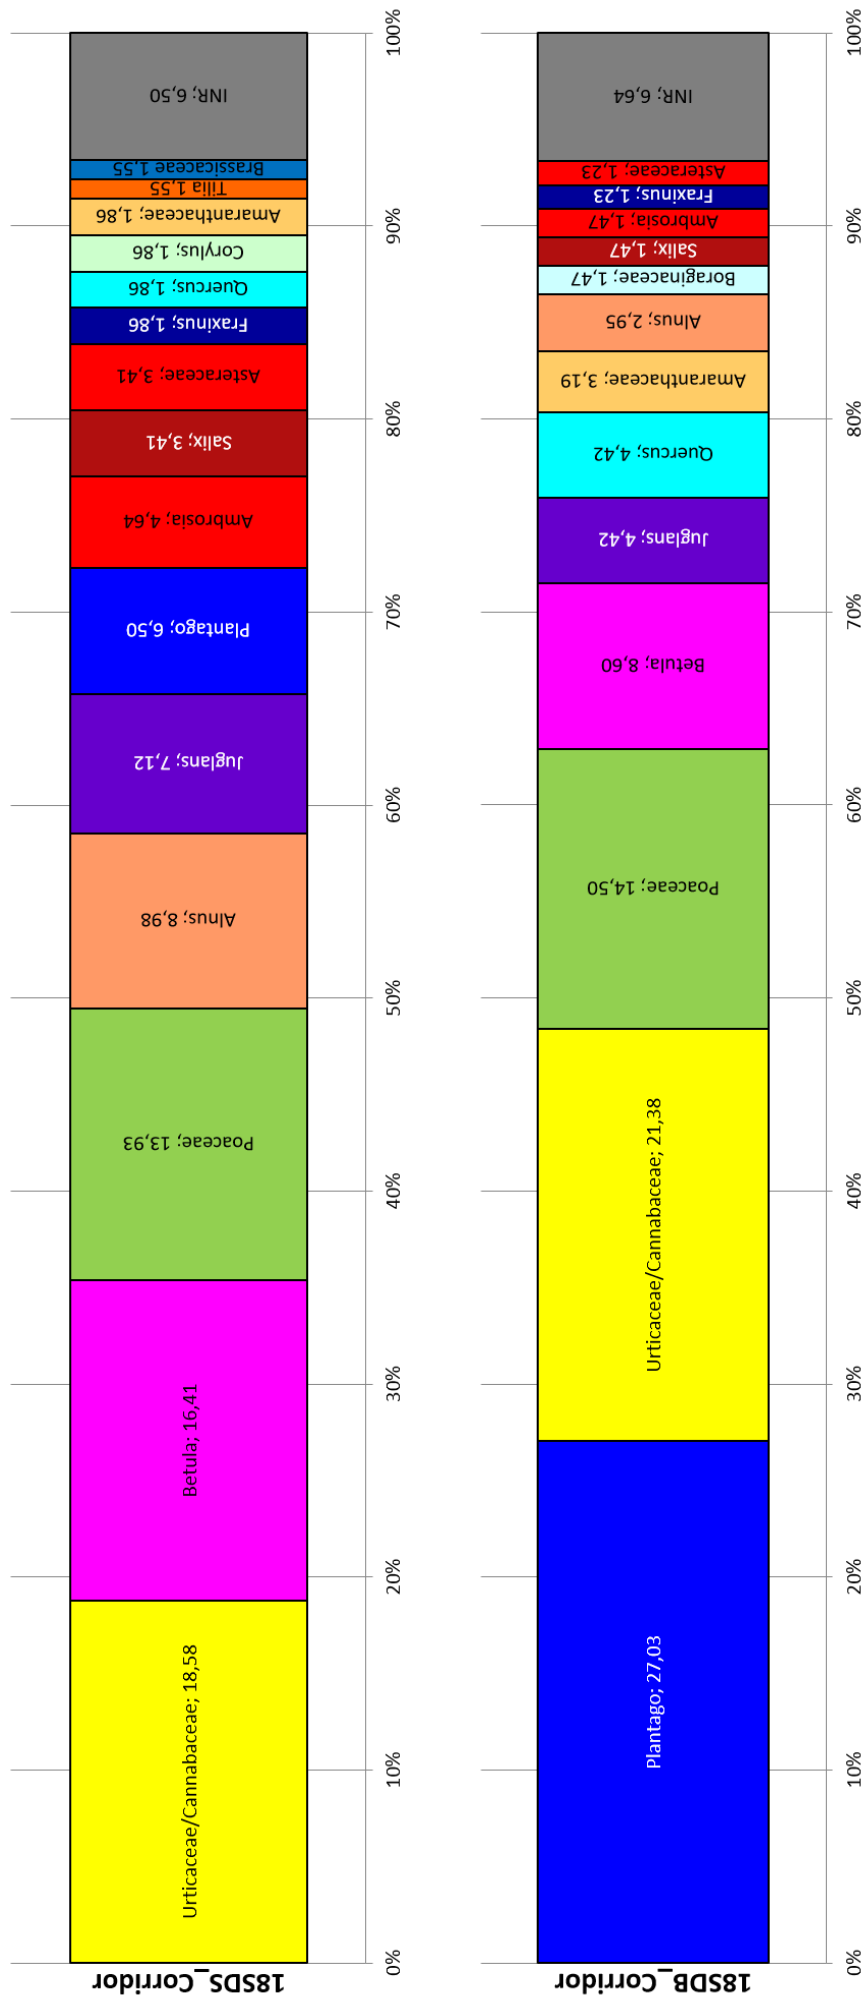 18SDS_Corridor
Urticaceae/Cannabaceae; 18,58
Betula; 16,41
Poaceae; 13,93
Alnus; 8,98
Juglans; 7,12
Plantago; 6,50
Ambrosia; 4,64
Salix; 3,41
Asteraceae; 3,41
Fraxinus; 1,86
Quercus; 1,86
Corylus; 1,86
Amaranthaceae; 1,86
Tilia 1,55
Brassicaceae 1,55
INR; 6,50
0%
10%
20%
30%
40%
50%
60%
70%
80%
90%
100%
18SDB_Corridor
Plantago; 27,03
Urticaceae/Cannabaceae; 21,38
Poaceae; 14,50
Betula; 8,60
Juglans; 4,42
Quercus; 4,42
Amaranthaceae; 3,19
Alnus; 2,95
Boraginaceae; 1,47
Salix; 1,47
Ambrosia; 1,47
Fraxinus; 1,23
Asteraceae; 1,23
INR; 6,64
0%
10%
20%
30%
40%
50%
60%
70%
80%
90%
100%